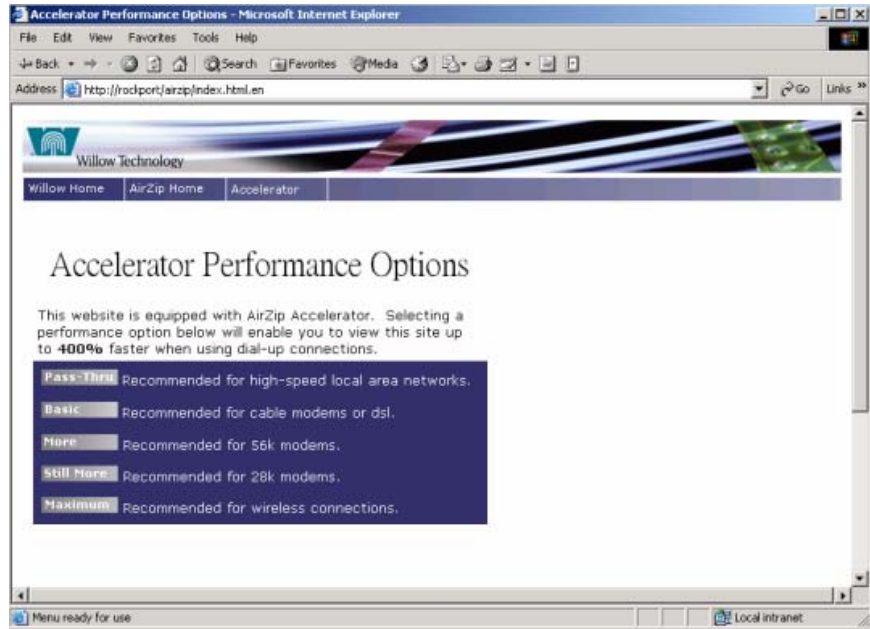 Accelerator Performance Options - Microsoft Internet Explorer
File Edit View Favorites Tools Help
Back Search Favorites Media
Address http://rockport/airzip/index.html.en Go Links »
Willow Technology
Willow Home AirZip Home Accelerator
Accelerator Performance Options
This website is equipped with AirZip Accelerator. Selecting a
performance option below will enable you to view this site up
to 400% faster when using dial-up connections.
Pass-Thru Recommended for high-speed local area networks.
Basic Recommended for cable modems or dsl.
More Recommended for 56k modems.
Still More Recommended for 28k modems.
Maximum Recommended for wireless connections.
Menu ready for use Local intranet